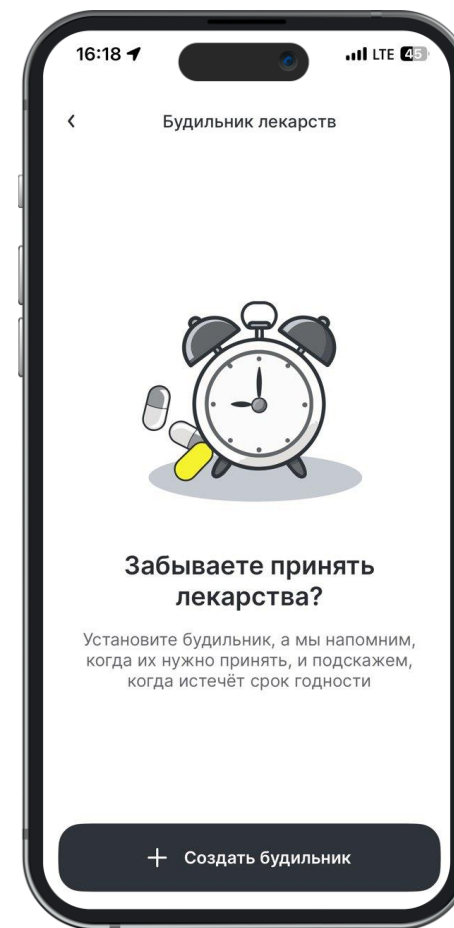 16:18
LTE 45
Будильник лекарств
Забываете принять
лекарства?
Установите будильник, а мы напомним,
когда их нужно принять, и подскажем,
когда истечёт срок годности
+ Создать будильник